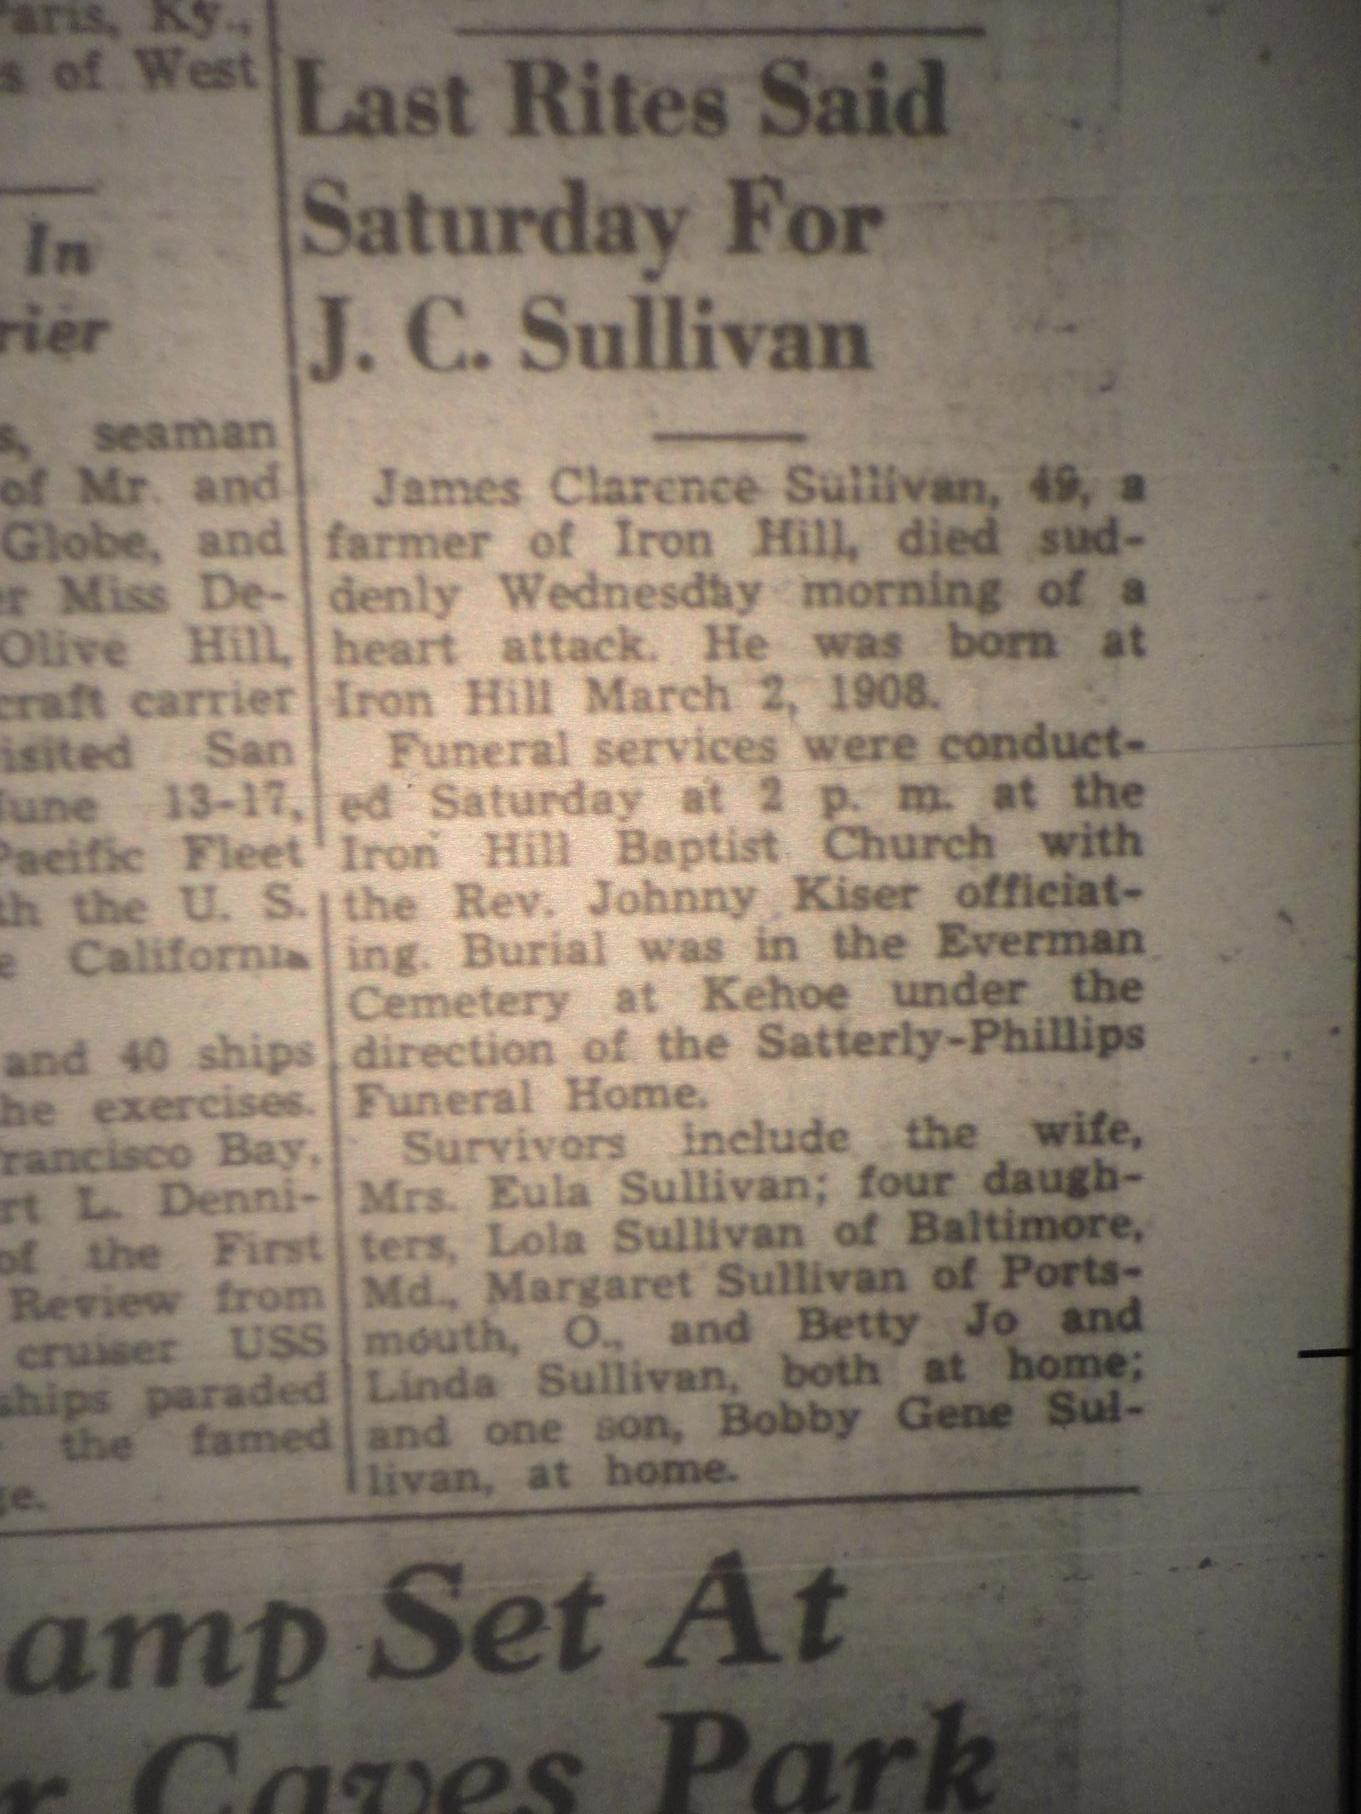 aris, Ky.,
s of West
In
rier
s, seaman
of Mr. and
Globe, and
er Miss De-
Olive Hill,
craft carrier
isited San
June 13-17,
Pacific Fleet
th the U. S.
e California
and 40 ships
he exercises.
rancisco Bay,
rt L. Denni-
of the First
Review from
cruiser USS
ships paraded
the famed
ge.
Last Rites Said
Saturday For
J. C. Sullivan
James Clarence Sullivan, 49, a
farmer of Iron Hill, died sud-
denly Wednesday morning of a
heart attack. He was born at
Iron Hill March 2, 1908.
Funeral services were conduct-
ed Saturday at 2 p. m. at the
Iron Hill Baptist Church with
the Rev. Johnny Kiser officiat-
ing. Burial was in the Everman
Cemetery at Kehoe under the
direction of the Satterly-Phillips
Funeral Home.
Survivors include the wife,
Mrs. Eula Sullivan; four daugh-
ters, Lola Sullivan of Baltimore,
Md., Margaret Sullivan of Ports-
mouth, O., and Betty Jo and
Linda Sullivan, both at home;
and one son, Bobby Gene Sul-
livan, at home.
amp Set At
r Caves Park